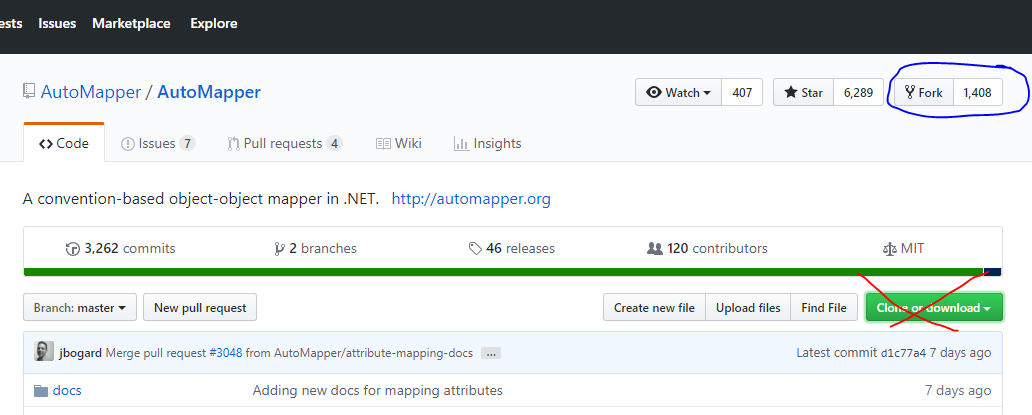 ests Issues Marketplace Explore
AutoMapper / AutoMapper Watch 407 Star 6,289 Fork 1,408
Code Issues 7 Pull requests 4 Wiki Insights
A convention-based object-object mapper in .NET. http://automapper.org
3,262 commits 2 branches 46 releases 120 contributors MIT
Branch: master New pull request Create new file Upload files Find File Clone or download
jbogard Merge pull request #3048 from AutoMapper/attribute-mapping-docs ... Latest commit d1c77a4 7 days ago
docs Adding new docs for mapping attributes 7 days ago